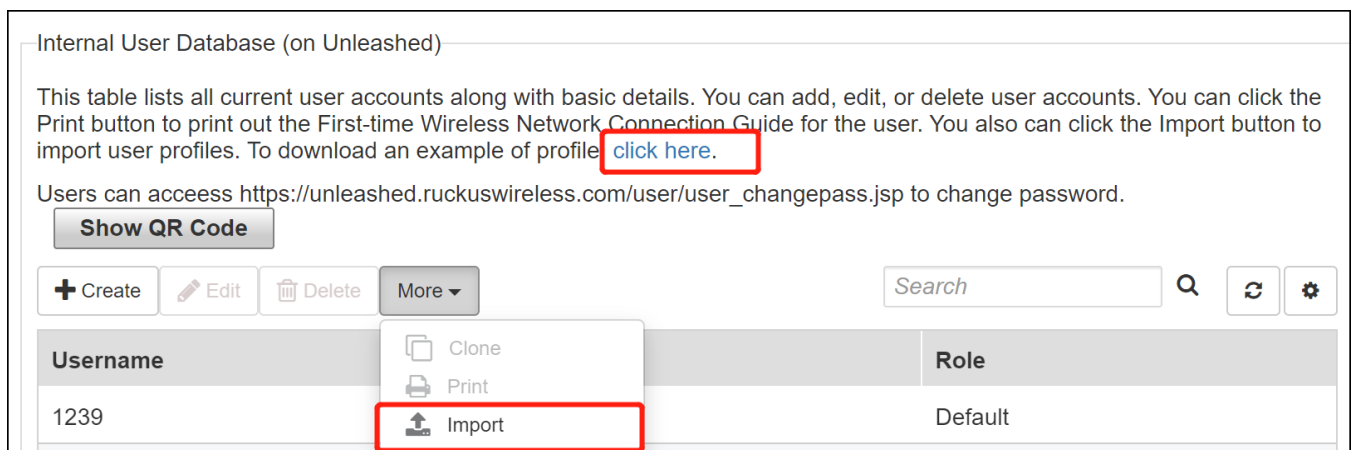 Internal User Database (on Unleashed)
This table lists all current user accounts along with basic details. You can add, edit, or delete user accounts. You can click the
Print button to print out the First-time Wireless Network Connection Guide for the user. You also can click the Import button to
import user profiles. To download an example of profile click here.
Users can acceess https://unleashed.ruckuswireless.com/user/user_changepass.jsp to change password.
Show QR Code
Create Edit Delete More Search
Username Role
Clone
Print
1239 Default
Import